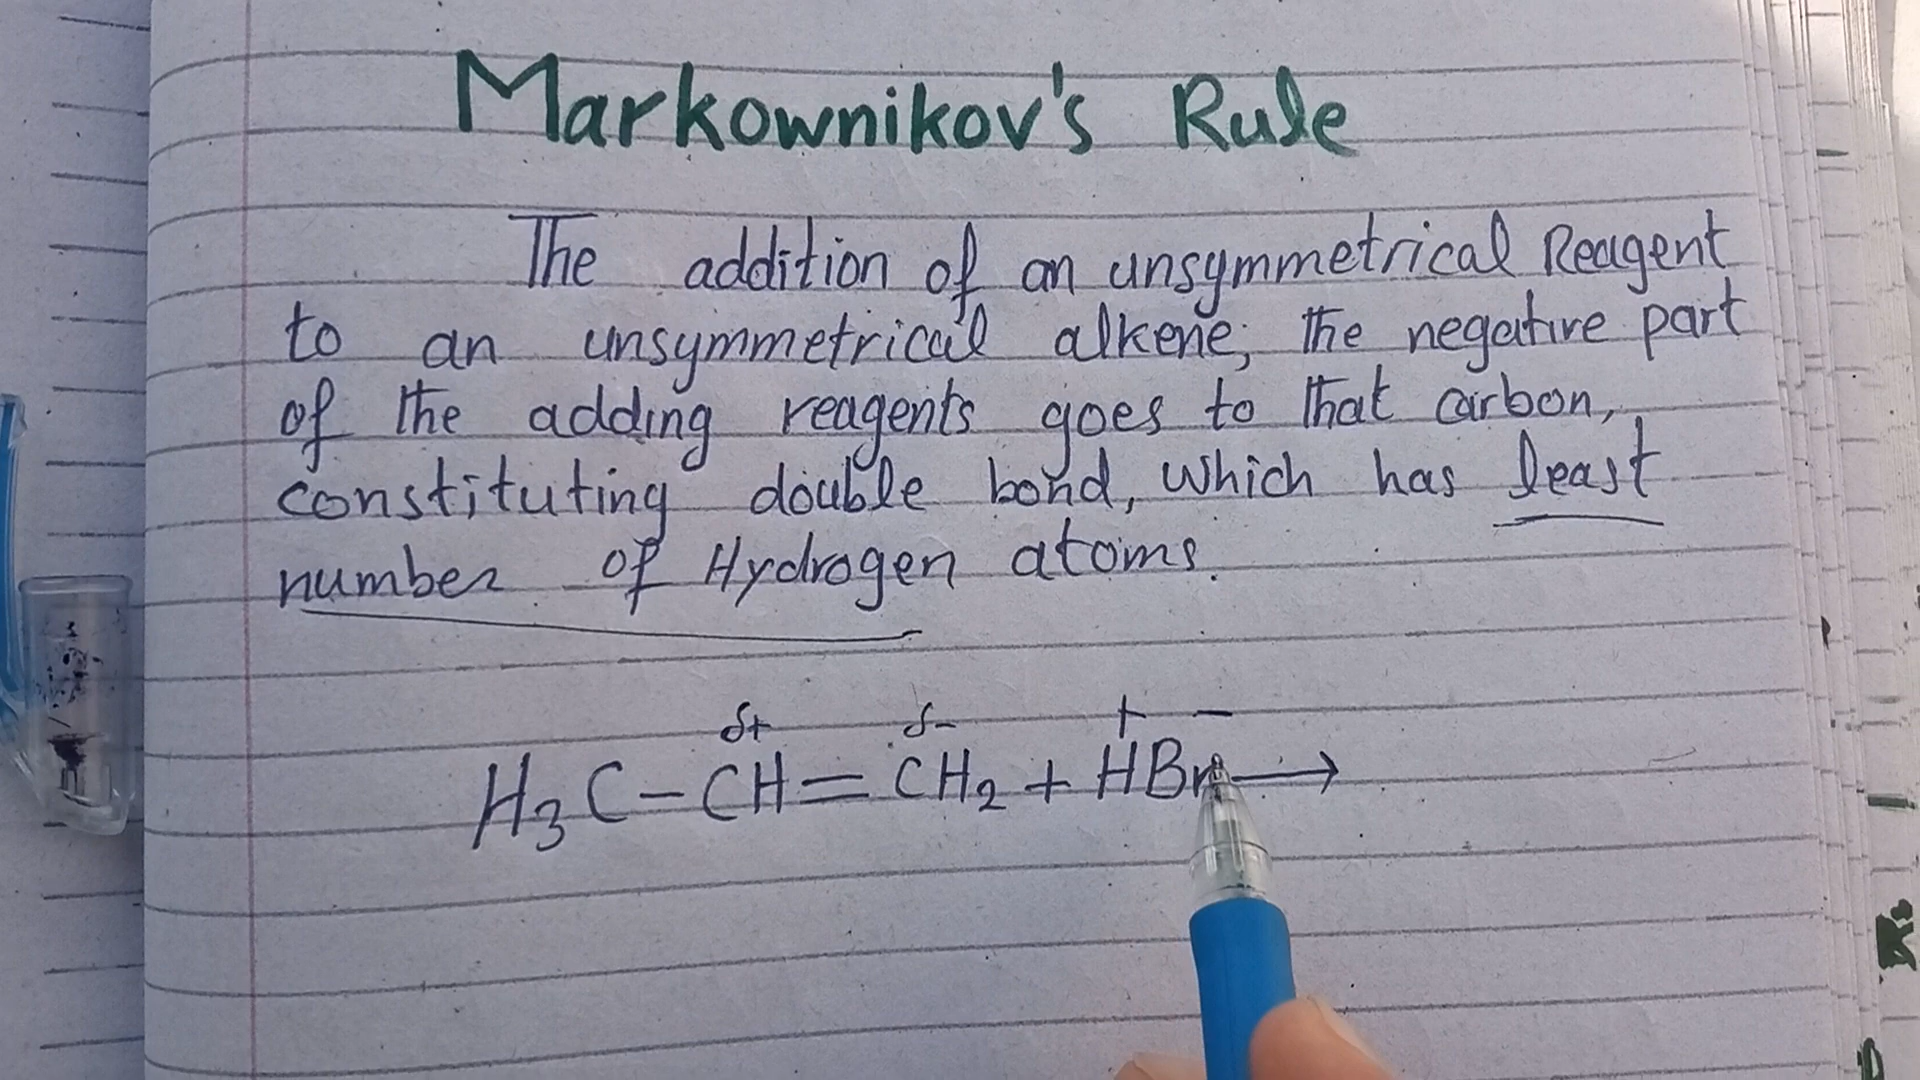 Markownikov's Rule
The addition of an unsymmetrical Reagent
to an unsymmetrical alkene; the negative part
of the adding reagents goes to that carbon,
constituting double bond, which has least
number of Hydrogen atoms.
δ+ δ- + -
H₃C-CH=CH₂ + HBr ⟶